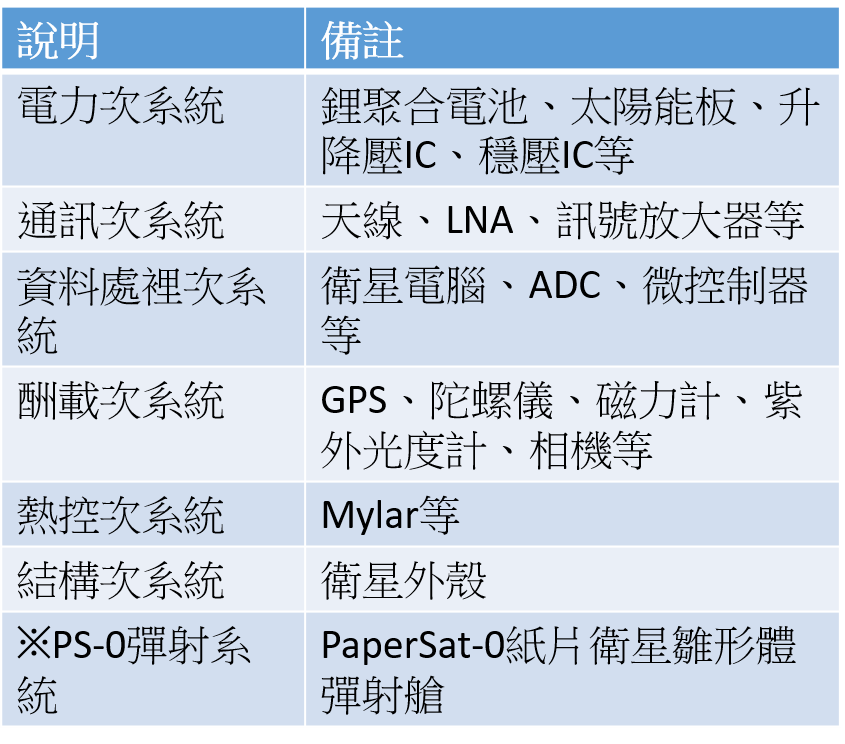 說明
備註
電力次系統
鋰聚合電池、太陽能板、升
降壓IC、穩壓IC等
通訊次系統
天線、LNA、訊號放大器等
資料處裡次系
統
衛星電腦、ADC、微控制器
等
酬載次系統
GPS、陀螺儀、磁力計、紫
外光度計、相機等
熱控次系統
Mylar等
結構次系統
衛星外殼
※PS-0彈射系
統
PaperSat-0紙片衛星雛形體
彈射艙